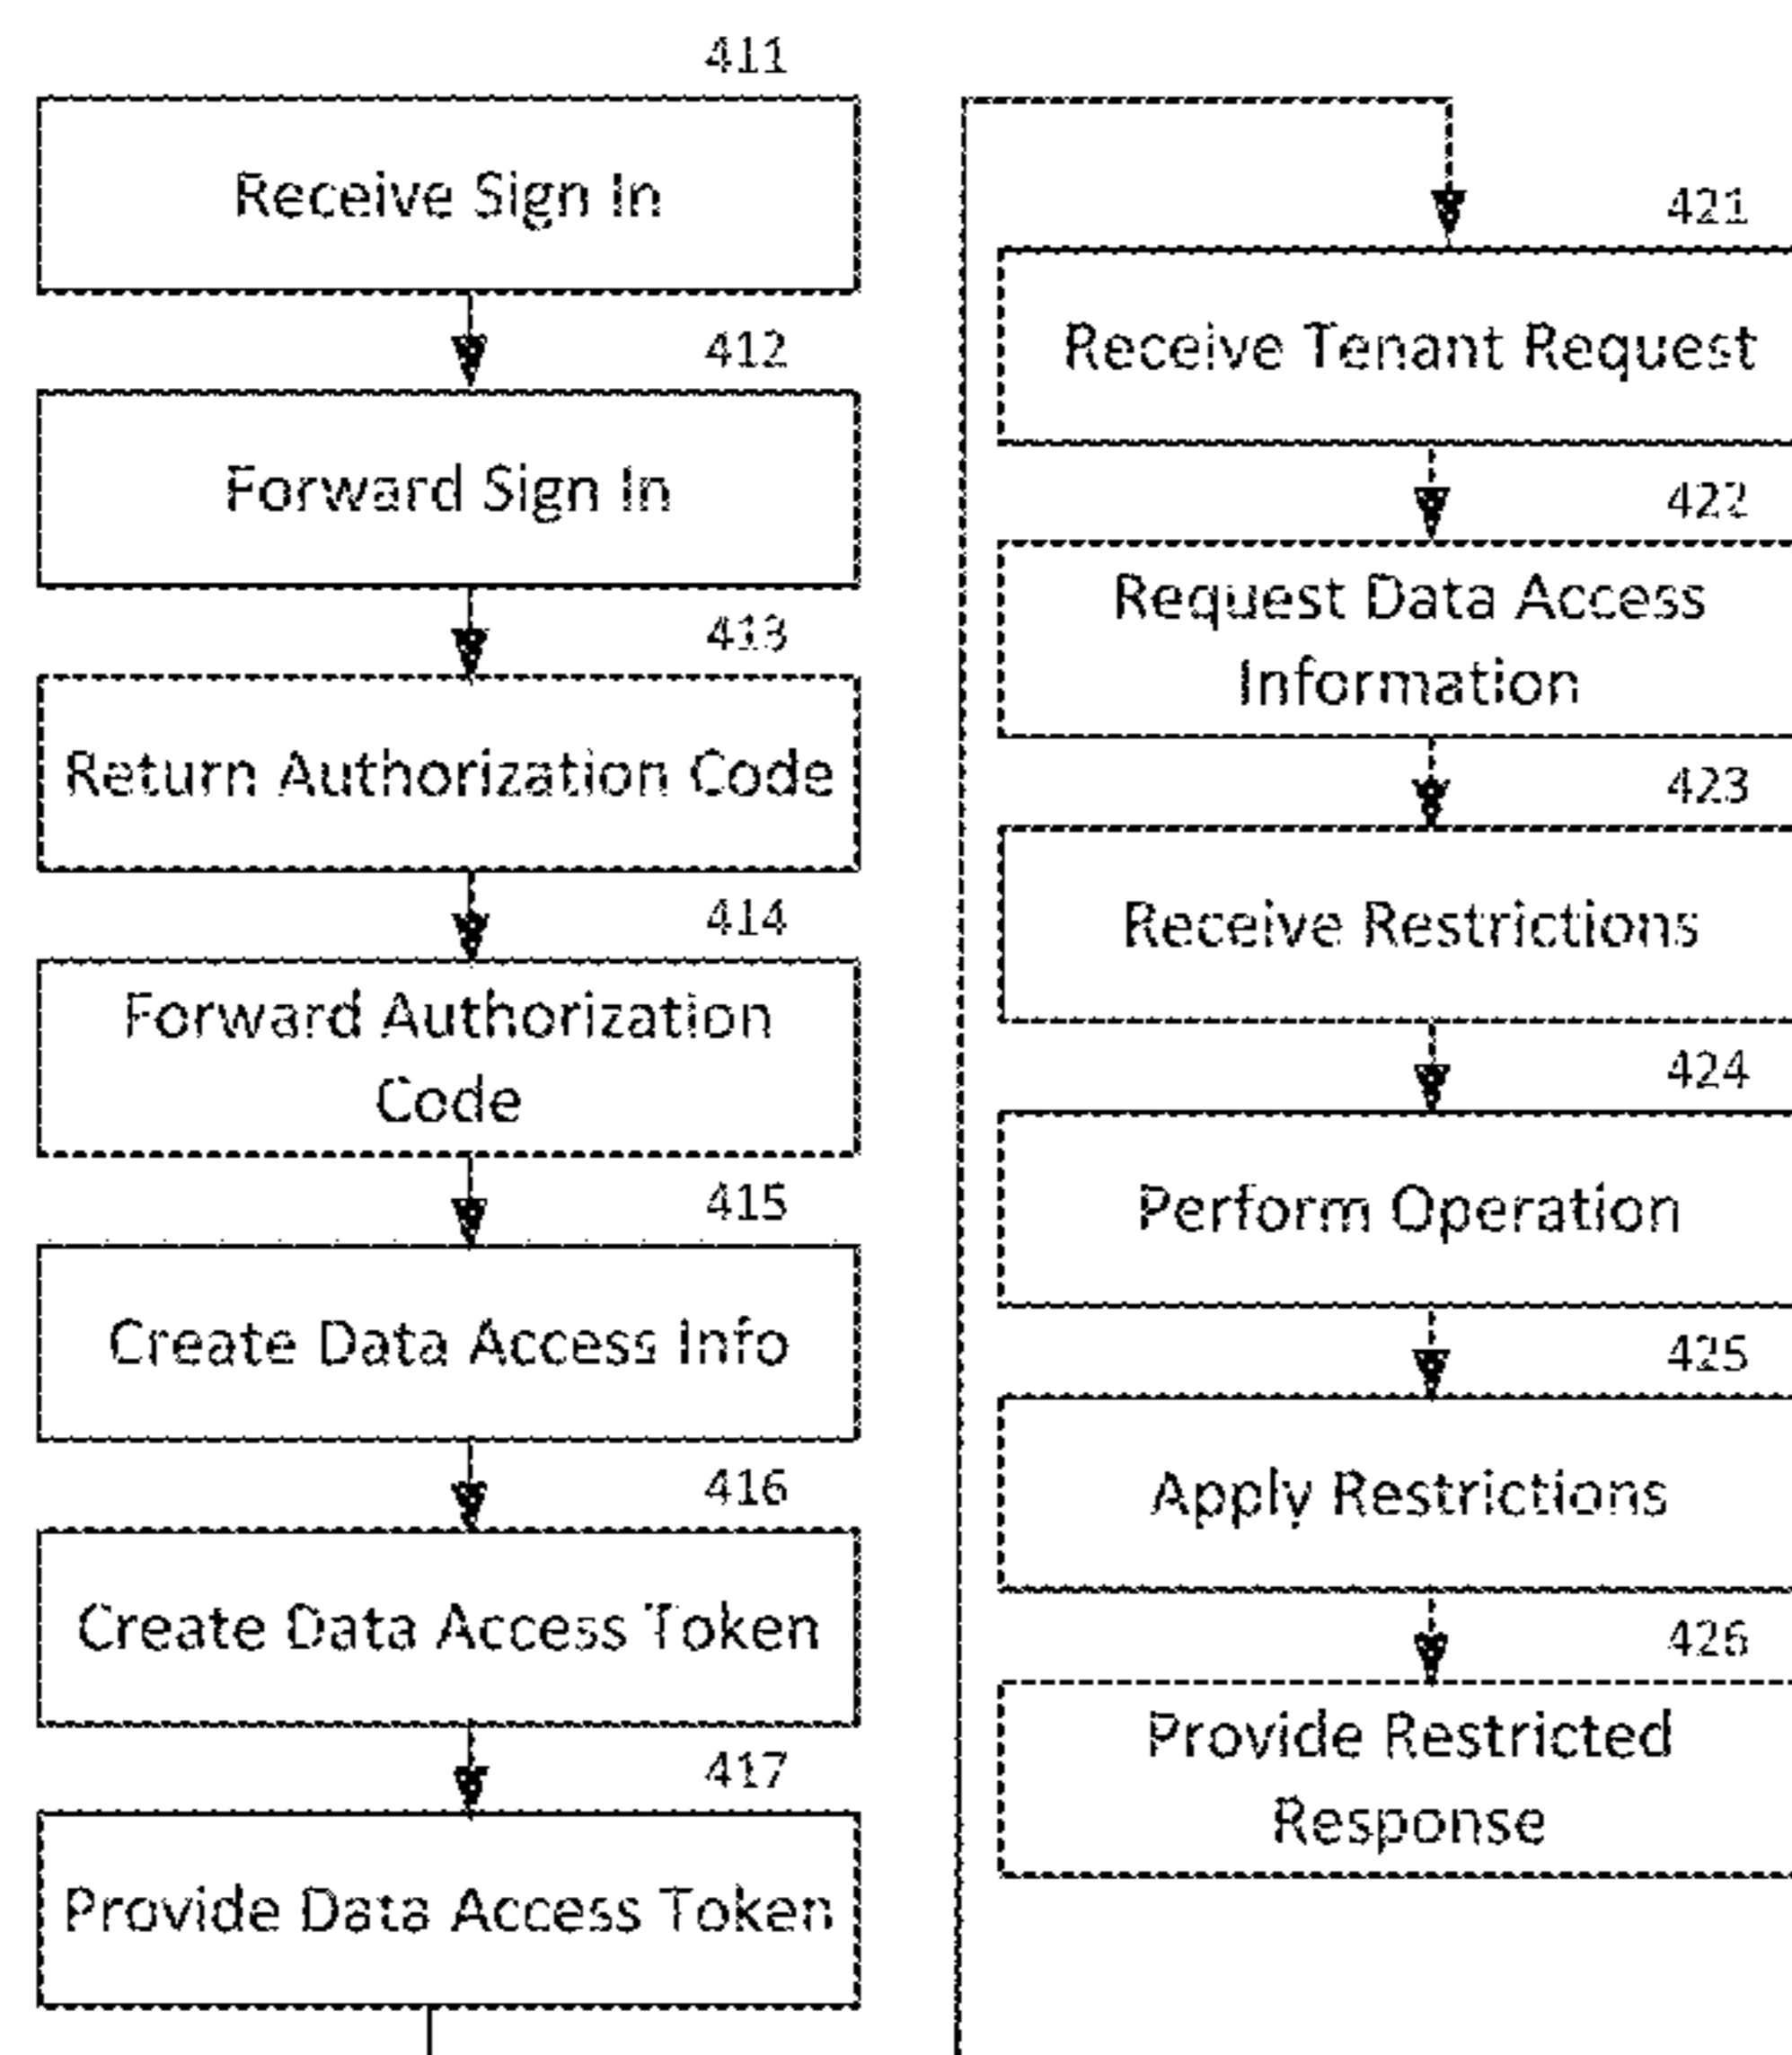 411
Receive Sign In
412
Forward Sign In
413
Return Authorization Code
414
Forward Authorization
Code
415
Create Data Access Info
416
Create Data Access Token
417
Provide Data Access Token
421
Receive Tenant Request
422
Request Data Access
Information
423
Receive Restrictions
424
Perform Operation
425
Apply Restrictions
426
Provide Restricted
Response